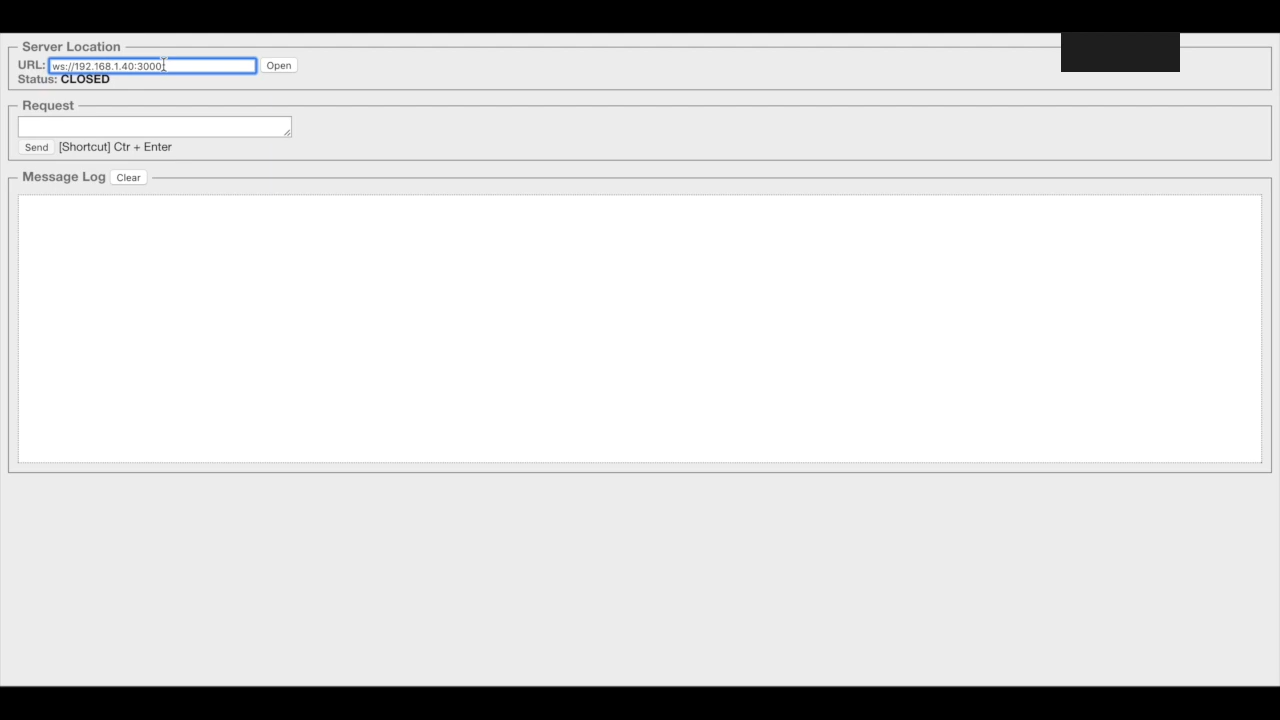 Server Location
URL: ws://192.168.1.40:3000 Open
Status: CLOSED
Request
Send [Shortcut] Ctr + Enter
Message Log Clear